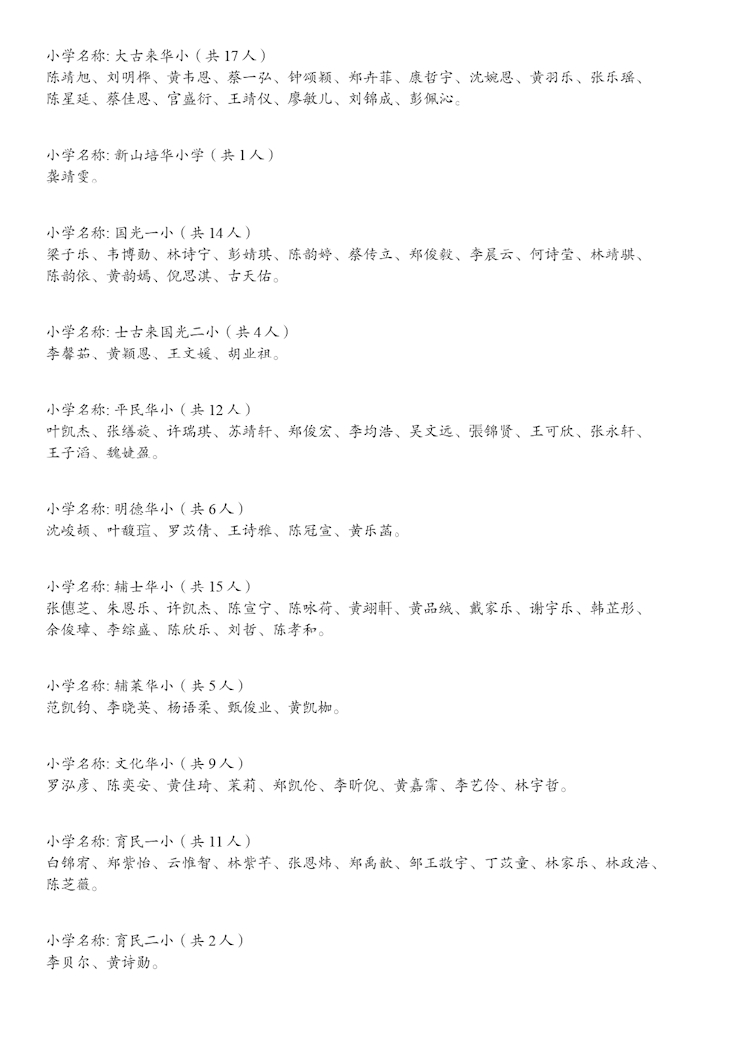 小学名称: 大古来华小（共 17 人）
陈靖旭、刘明桦、黄韦恩、蔡一弘、钟颂颖、郑卉菲、康哲宇、沈婉恩、黄羽乐、张乐瑶、
陈星延、蔡佳恩、宫盛衍、王靖仪、廖敏儿、刘锦成、彭佩沁。
小学名称: 新山培华小学（共 1 人）
龚靖雯。
小学名称: 国光一小（共 14 人）
梁子乐、韦博勋、林诗宁、彭婧琪、陈韵婷、蔡传立、郑俊毅、李晨云、何诗莹、林靖骐、
陈韵依、黄韵嫣、倪思淇、古天佑。
小学名称: 士古来国光二小（共 4 人）
李馨茹、黄颖恩、王文媛、胡业祖。
小学名称: 平民华小（共 12 人）
叶凯杰、张缮旋、许瑞琪、苏靖轩、郑俊宏、李均浩、吴文远、張锦贤、王可欣、张永轩、
王子滔、魏婕盈。
小学名称: 明德华小（共 6 人）
沈峻颉、叶馥瑄、罗苡倩、王诗雅、陈冠宣、黄乐菡。
小学名称: 辅士华小（共 15 人）
张僡芝、朱恩乐、许凯杰、陈宣宁、陈咏荷、黄翊軒、黄品绒、戴家乐、谢宇乐、韩芷彤、
余俊璋、李综盛、陈欣乐、刘哲、陈孝和。
小学名称: 辅莱华小（共 5 人）
范凯钧、李晓英、杨语柔、甄俊业、黄凯枷。
小学名称: 文化华小（共 9 人）
罗泓彦、陈奕安、黄佳琦、茉莉、郑凯伦、李昕倪、黄嘉霈、李艺伶、林宇哲。
小学名称: 育民一小（共 11 人）
白锦宥、郑紫怡、云惟智、林紫芊、张恩炜、郑禹歆、邹王敔宇、丁苡童、林家乐、林政浩、
陈芝薇。
小学名称: 育民二小（共 2 人）
李贝尔、黄诗勋。